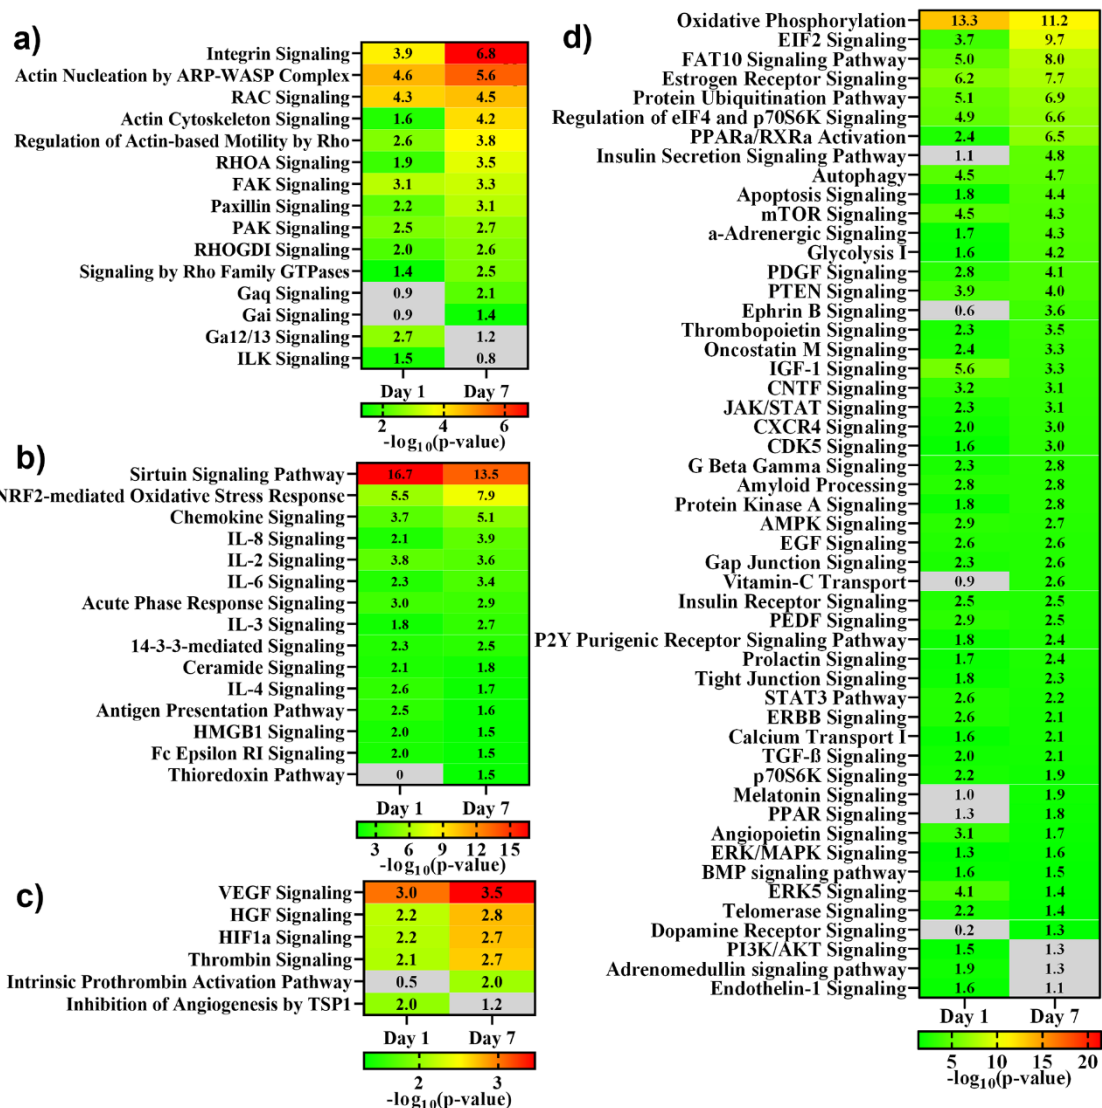 a)
Integrin Signaling 3.9 6.8
Actin Nucleation by ARP-WASP Complex 4.6 5.6
RAC Signaling 4.3 4.5
Actin Cytoskeleton Signaling 1.6 4.2
Regulation of Actin-based Motility by Rho 2.6 3.8
RHOA Signaling 1.9 3.5
FAK Signaling 3.1 3.3
Paxillin Signaling 2.2 3.1
PAK Signaling 2.5 2.7
RHOGDI Signaling 2.0 2.6
Signaling by Rho Family GTPases 1.4 2.5
Gaq Signaling 0.9 2.1
Gai Signaling 0.9 1.4
Ga12/13 Signaling 2.7 1.2
ILK Signaling 1.5 0.8
Day 1 Day 7
2 4 6
-log10(p-value)
b)
Sirtuin Signaling Pathway 16.7 13.5
NRF2-mediated Oxidative Stress Response 5.5 7.9
Chemokine Signaling 3.7 5.1
IL-8 Signaling 2.1 3.9
IL-2 Signaling 3.8 3.6
IL-6 Signaling 2.3 3.4
Acute Phase Response Signaling 3.0 2.9
IL-3 Signaling 1.8 2.7
14-3-3-mediated Signaling 2.3 2.5
Ceramide Signaling 2.1 1.8
IL-4 Signaling 2.6 1.7
Antigen Presentation Pathway 2.5 1.6
HMGB1 Signaling 2.0 1.5
Fc Epsilon RI Signaling 2.0 1.5
Thioredoxin Pathway 0 1.5
Day 1 Day 7
3 6 9 12 15
-log10(p-value)
c)
VEGF Signaling 3.0 3.5
HGF Signaling 2.2 2.8
HIF1a Signaling 2.2 2.7
Thrombin Signaling 2.1 2.7
Intrinsic Prothrombin Activation Pathway 0.5 2.0
Inhibition of Angiogenesis by TSP1 2.0 1.2
Day 1 Day 7
2 3
-log10(p-value)
d)
Oxidative Phosphorylation 13.3 11.2
EIF2 Signaling 3.7 9.7
FAT10 Signaling Pathway 5.0 8.0
Estrogen Receptor Signaling 6.2 7.7
Protein Ubiquitination Pathway 5.1 6.9
Regulation of eIF4 and p70S6K Signaling 4.9 6.6
PPARa/RXRa Activation 2.4 6.5
Insulin Secretion Signaling Pathway 1.1 4.8
Autophagy 4.5 4.7
Apoptosis Signaling 1.8 4.4
mTOR Signaling 4.5 4.3
a-Adrenergic Signaling 1.7 4.3
Glycolysis I 1.6 4.2
PDGF Signaling 2.8 4.1
PTEN Signaling 3.9 4.0
Ephrin B Signaling 0.6 3.6
Thrombopoietin Signaling 2.3 3.5
Oncostatin M Signaling 2.4 3.3
IGF-1 Signaling 5.6 3.3
CNTF Signaling 3.2 3.1
JAK/STAT Signaling 2.3 3.1
CXCR4 Signaling 2.0 3.0
CDK5 Signaling 1.6 3.0
G Beta Gamma Signaling 2.3 2.8
Amyloid Processing 2.8 2.8
Protein Kinase A Signaling 1.8 2.8
AMPK Signaling 2.9 2.7
EGF Signaling 2.6 2.6
Gap Junction Signaling 2.3 2.6
Vitamin-C Transport 0.9 2.6
Insulin Receptor Signaling 2.5 2.5
PEDF Signaling 2.9 2.5
P2Y Purigenic Receptor Signaling Pathway 1.8 2.4
Prolactin Signaling 1.7 2.4
Tight Junction Signaling 1.8 2.3
STAT3 Pathway 2.6 2.2
ERBB Signaling 2.6 2.1
Calcium Transport I 1.6 2.1
TGF-ß Signaling 2.0 2.1
p70S6K Signaling 2.2 1.9
Melatonin Signaling 1.0 1.9
PPAR Signaling 1.3 1.8
Angiopoietin Signaling 3.1 1.7
ERK/MAPK Signaling 1.3 1.6
BMP signaling pathway 1.6 1.5
ERK5 Signaling 4.1 1.4
Telomerase Signaling 2.2 1.4
Dopamine Receptor Signaling 0.2 1.3
PI3K/AKT Signaling 1.5 1.3
Adrenomedullin signaling pathway 1.9 1.3
Endothelin-1 Signaling 1.6 1.1
Day 1 Day 7
5 10 15 20
-log10(p-value)